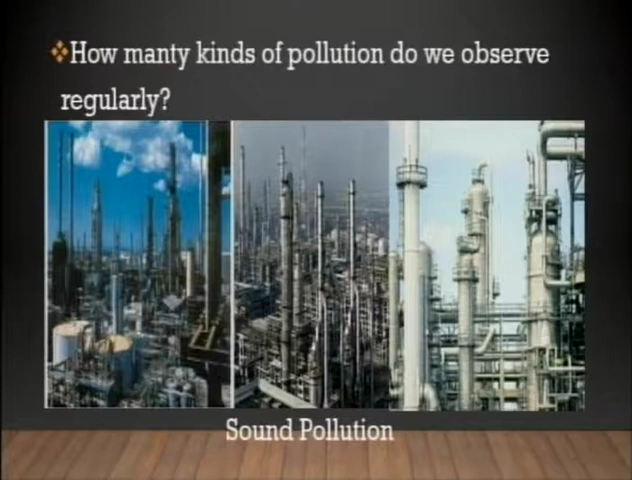 How manty kinds of pollution do we observe
regularly?
Sound Pollution